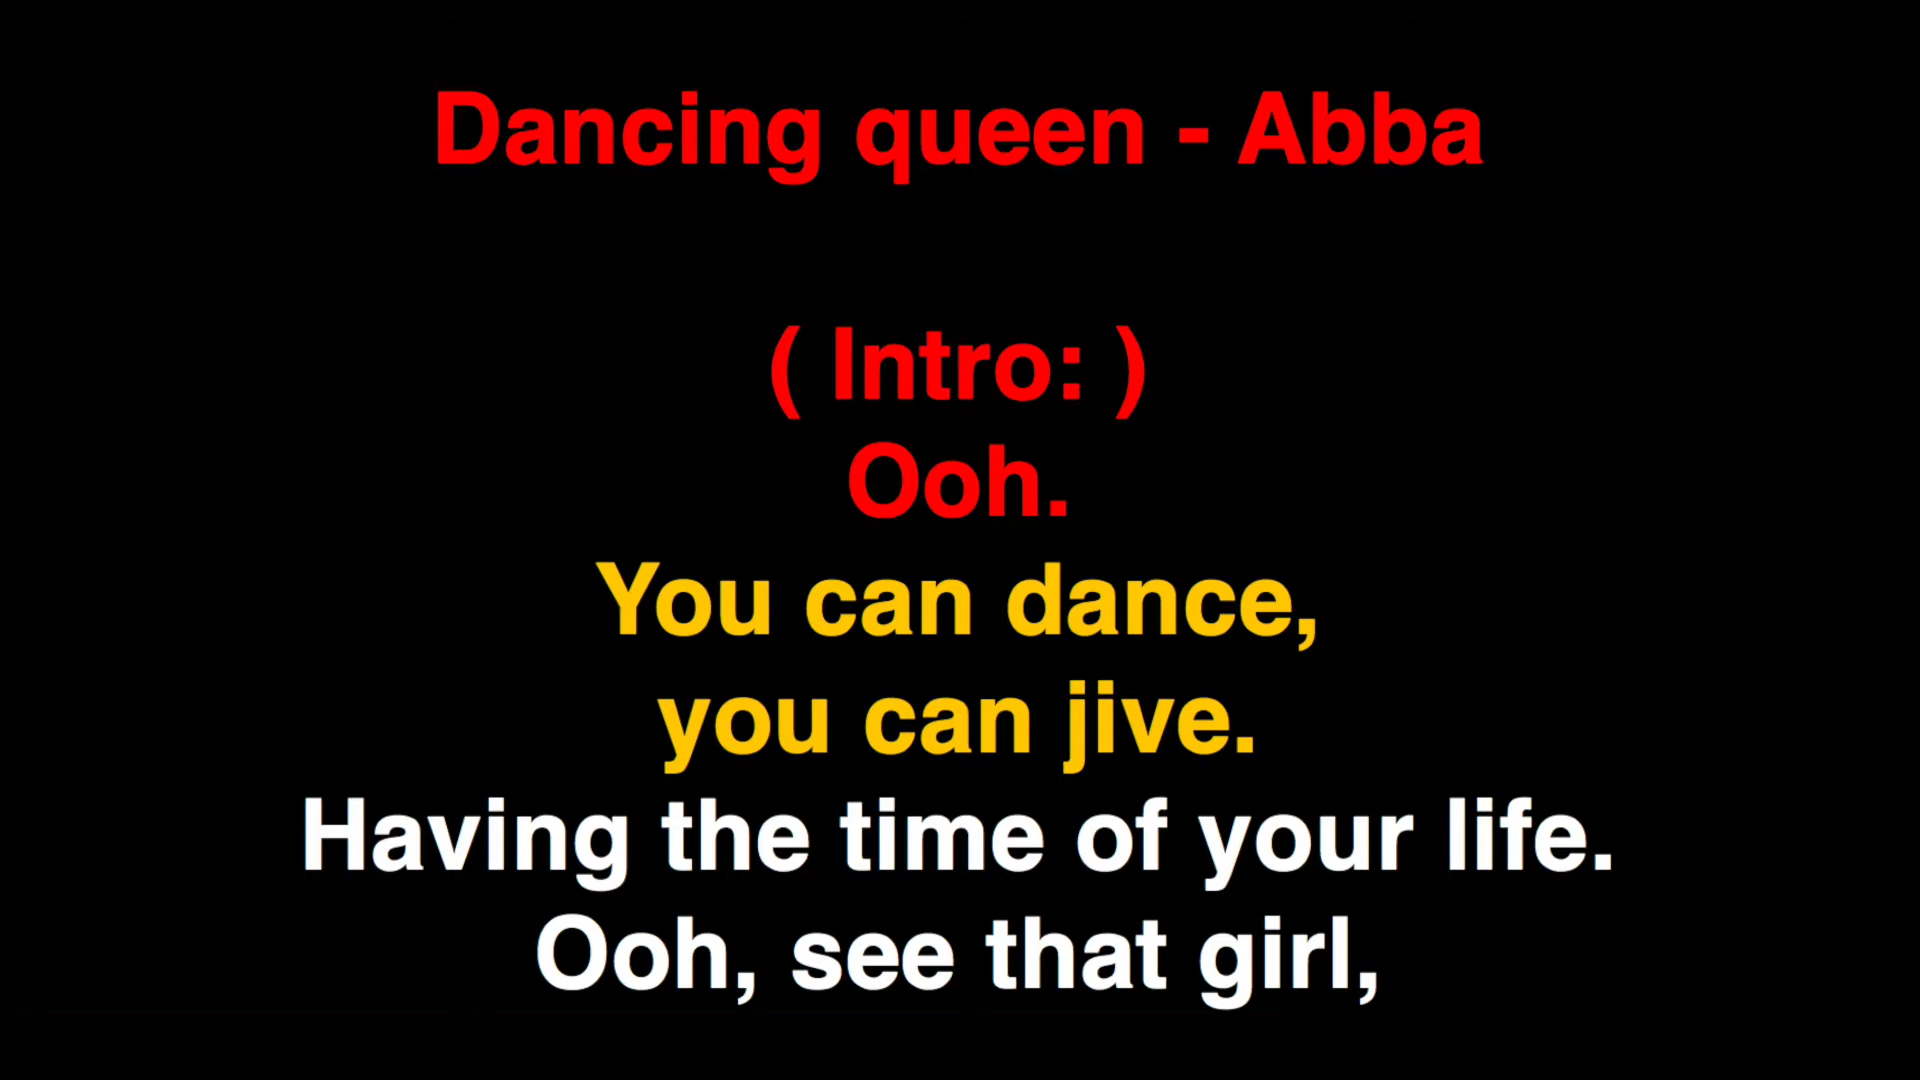 Dancing queen - Abba
( Intro: )
Ooh.
You can dance,
you can jive.
Having the time of your life.
Ooh, see that girl,